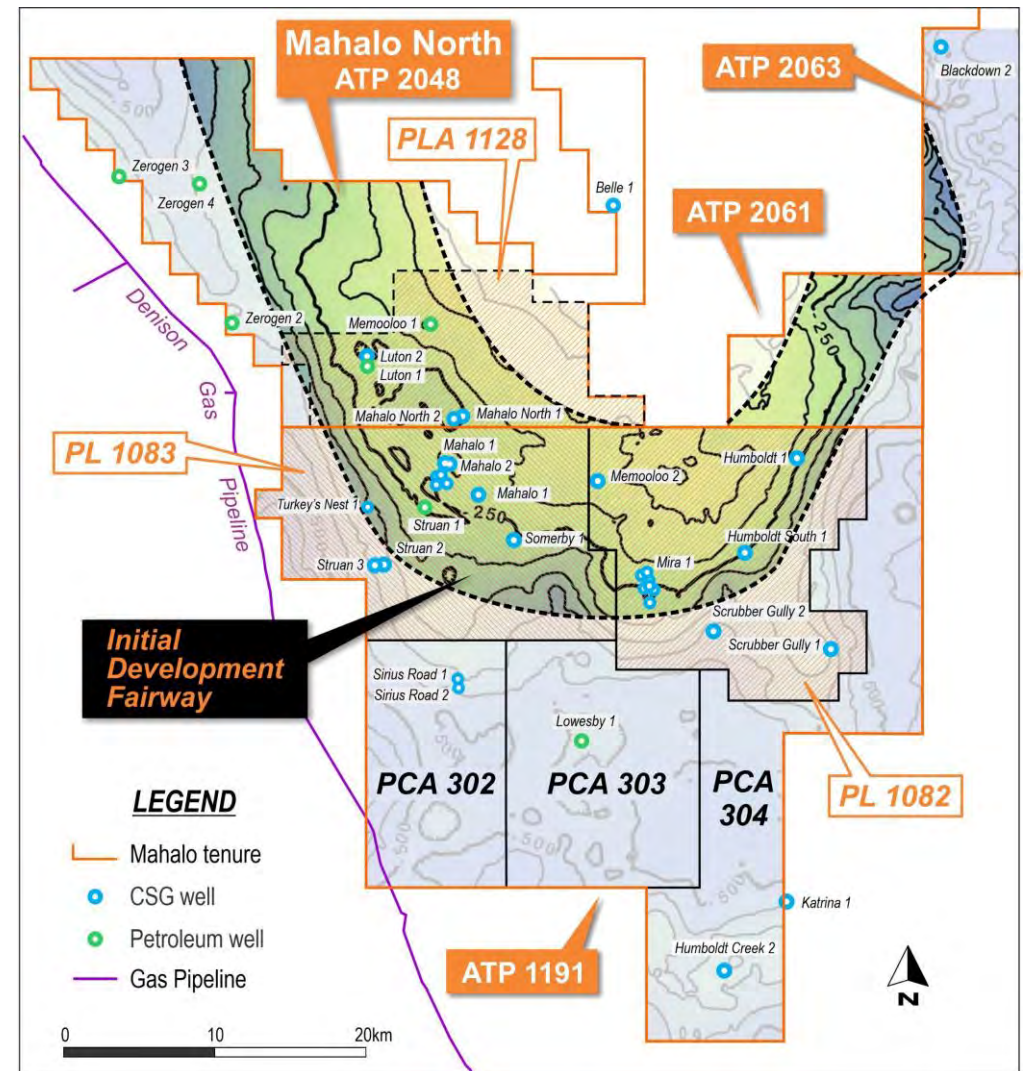 Mahalo North
ATP 2048
ATP 2063
Blackdown 2
PLA 1128
500
Zerogen 3
Zerogen 4
Belle 1
ATP 2061
Denison
Gas
Pipeline
Zerogen 2
Memooloo 1
250
Luton 2
Luton 1
Mahalo North 2
Mahalo North 1
PL 1083
Mahalo 1
Mahalo 2
Mahalo 1
Memooloo 2
Humboldt 1
Turkey's Nest 1
Struan 1
250
Somerby 1
Humboldt South 1
Struan 2
Struan 3
Mira 1
Initial
Development
Fairway
Scrubber Gully 2
Scrubber Gully 1
Sirius Road 1
Sirius Road 2
Lowesby 1
PCA 302
PCA 303
PCA
304
PL 1082
500
LEGEND
Mahalo tenure
CSG well
Petroleum well
Gas Pipeline
Katrina 1
ATP 1191
Humboldt Creek 2
N
0 10 20km